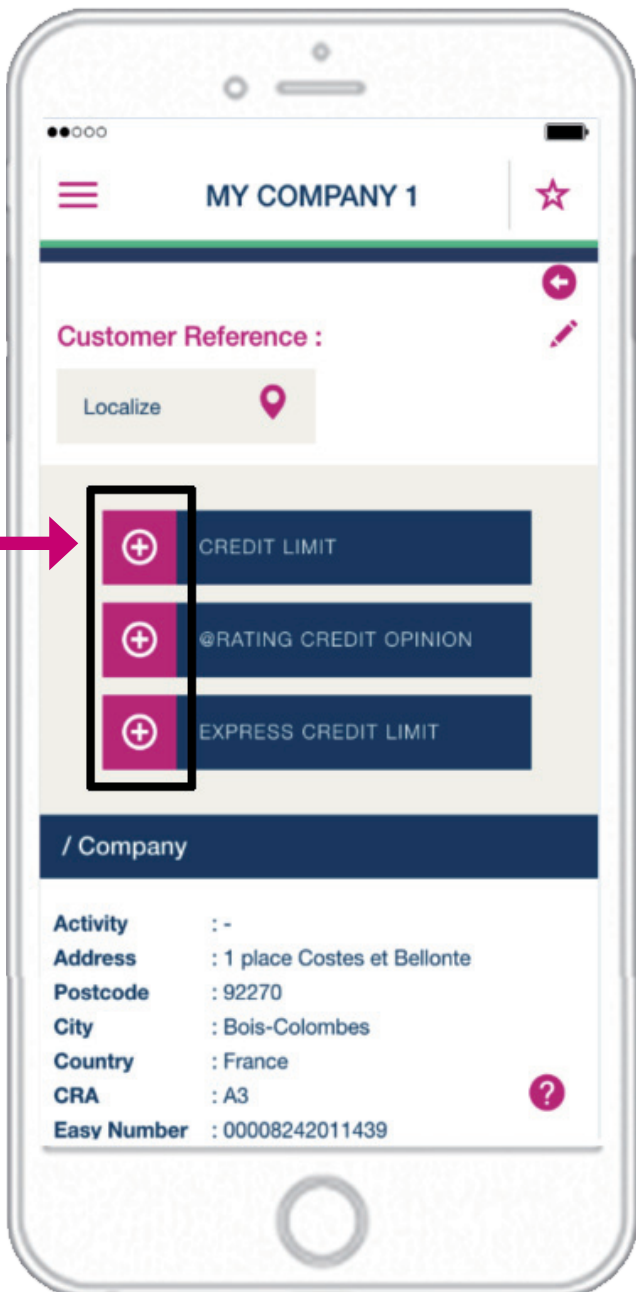 MY COMPANY 1
Customer Reference :
Localize
CREDIT LIMIT
@RATING CREDIT OPINION
EXPRESS CREDIT LIMIT
/ Company
Activity : -
Address : 1 place Costes et Bellonte
Postcode : 92270
City : Bois-Colombes
Country : France
CRA : A3
Easy Number : 00008242011439